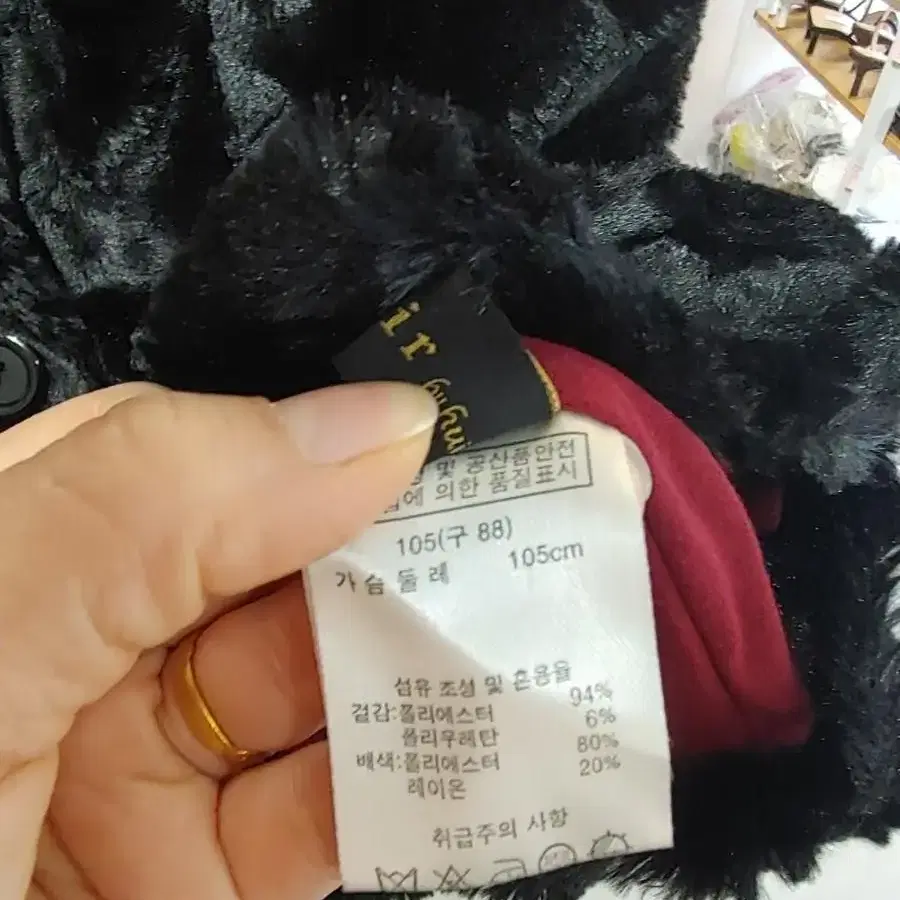 ir
및 공산품안전
에 의한 품질표시
105(구 88)
가슴둘레 105cm
섬유 조성 및 혼용율
겉감:폴리에스터 94%
폴리우레탄 6%
배색:폴리에스터 80%
레이온 20%
취급주의 사항